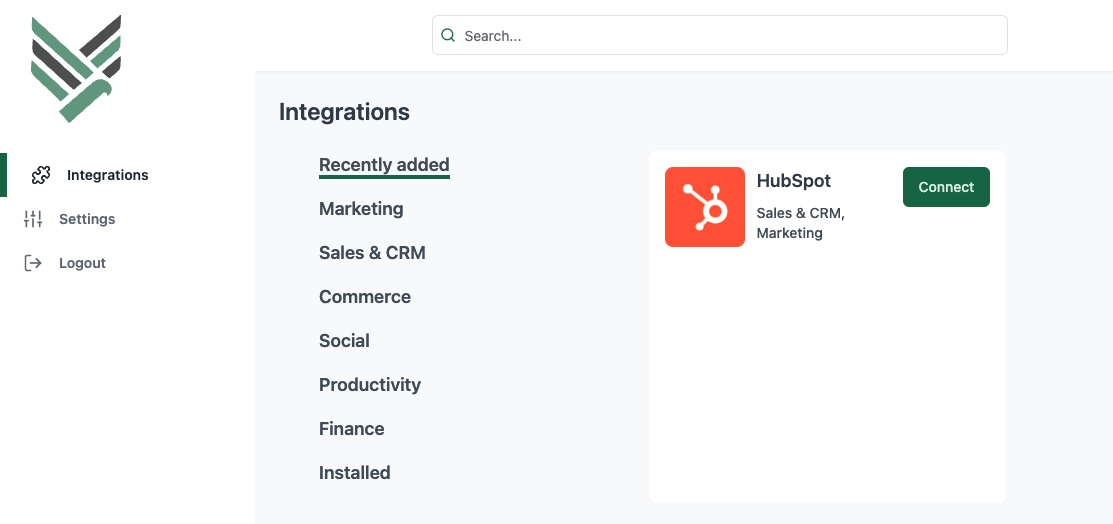 Search...
Integrations
Settings
Logout
Integrations
Recently added
Marketing
Sales & CRM
Commerce
Social
Productivity
Finance
Installed
HubSpot
Sales & CRM,
Marketing
Connect